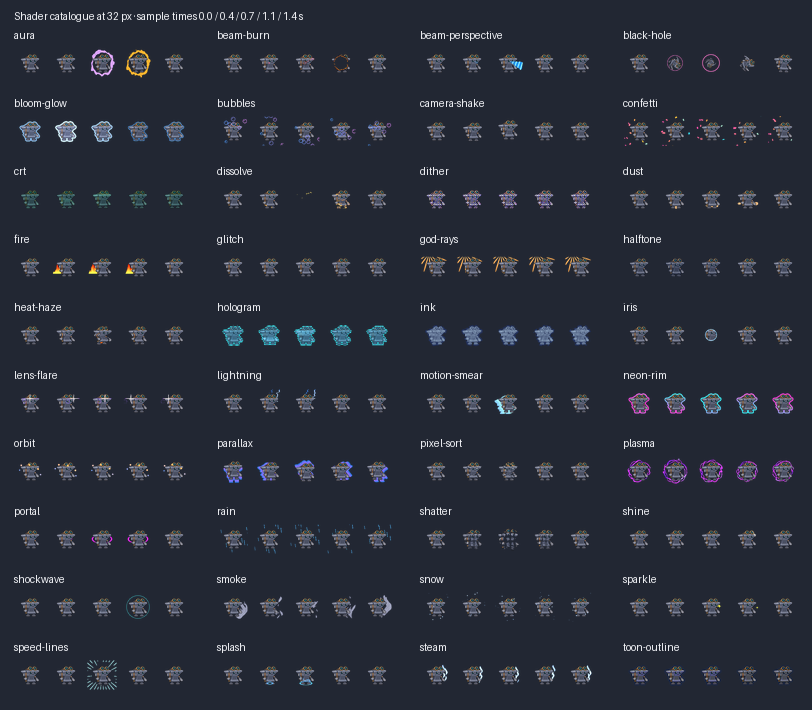 Shader catalogue at 32 px · sample times 0.0 / 0.4 / 0.7 / 1.1 / 1.4 s
aura beam-burn beam-perspective black-hole
bloom-glow bubbles camera-shake confetti
crt dissolve dither dust
fire glitch god-rays halftone
heat-haze hologram ink iris
lens-flare lightning motion-smear neon-rim
orbit parallax pixel-sort plasma
portal rain shatter shine
shockwave smoke snow sparkle
speed-lines splash steam toon-outline